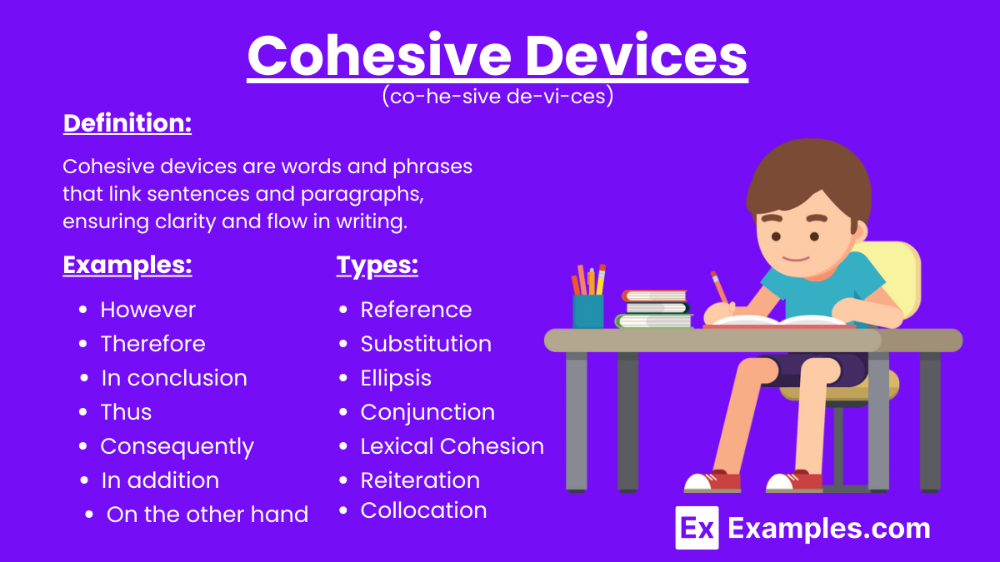 Cohesive Devices
(co-he-sive de-vi-ces)
Definition:
Cohesive devices are words and phrases
that link sentences and paragraphs,
ensuring clarity and flow in writing.
Examples:
• However
• Therefore
• In conclusion
• Thus
• Consequently
• In addition
• On the other hand
Types:
• Reference
• Substitution
• Ellipsis
• Conjunction
• Lexical Cohesion
• Reiteration
• Collocation
Ex Examples.com